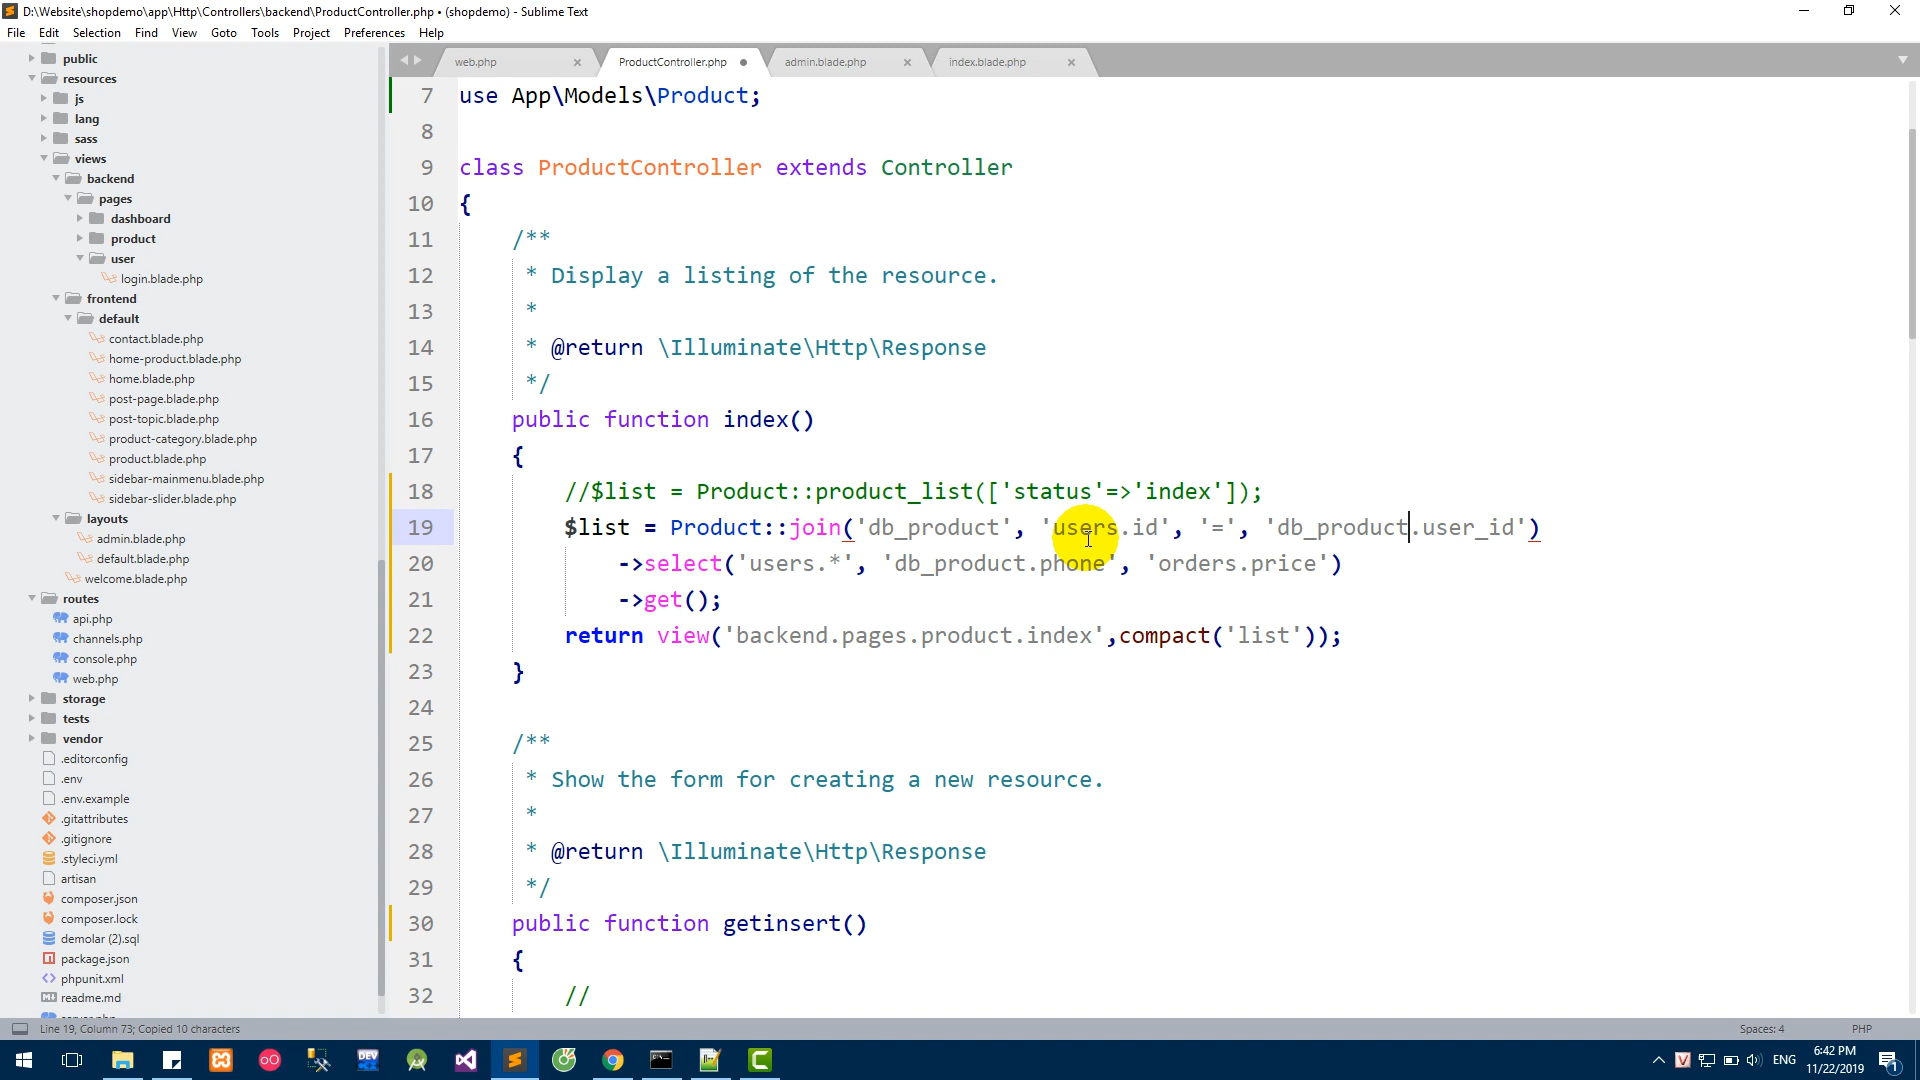 D:\Website\shopdemo\app\Http\Controllers\backend\ProductController.php • (shopdemo) - Sublime Text
File Edit Selection Find View Goto Tools Project Preferences Help
public
resources
js
lang
sass
views
backend
pages
dashboard
product
user
login.blade.php
frontend
default
contact.blade.php
home-product.blade.php
home.blade.php
post-page.blade.php
post-topic.blade.php
product-category.blade.php
product.blade.php
sidebar-mainmenu.blade.php
sidebar-slider.blade.php
layouts
admin.blade.php
default.blade.php
welcome.blade.php
routes
api.php
channels.php
console.php
web.php
storage
tests
vendor
.editorconfig
.env
.env.example
.gitattributes
.gitignore
.styleci.yml
artisan
composer.json
composer.lock
demolar (2).sql
package.json
phpunit.xml
readme.md
web.php ProductController.php admin.blade.php index.blade.php
7 use App\Models\Product;
8
9 class ProductController extends Controller
10 {
11 /**
12 * Display a listing of the resource.
13 *
14 * @return \Illuminate\Http\Response
15 */
16 public function index()
17 {
18 //$list = Product::product_list(['status'=>'index']);
19 $list = Product::join('db_product', 'users.id', '=', 'db_product.user_id')
20 ->select('users.*', 'db_product.phone', 'orders.price')
21 ->get();
22 return view('backend.pages.product.index',compact('list'));
23 }
24
25 /**
26 * Show the form for creating a new resource.
27 *
28 * @return \Illuminate\Http\Response
29 */
30 public function getinsert()
31 {
32 //
Line 19, Column 73; Copied 10 characters Spaces: 4 PHP
DEV
ENG
6:42 PM
11/22/2019
1